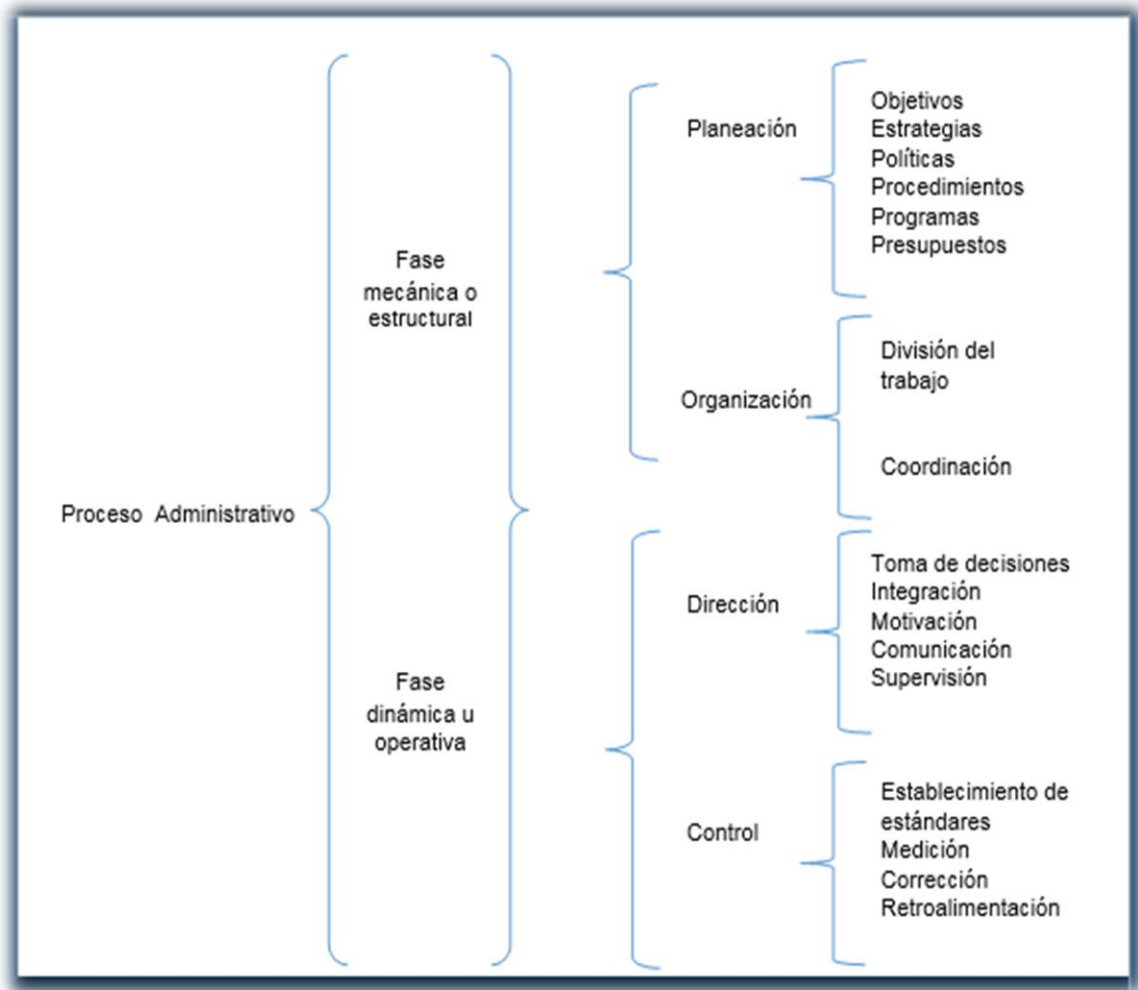 Proceso  Administrativo
Fase
mecánica o
estructural
Fase
dinámica u
operativa
Planeación
Objetivos
Estrategias
Políticas
Procedimientos
Programas
Presupuestos
Organización
División del
trabajo
Coordinación
Dirección
Toma de decisiones
Integración
Motivación
Comunicación
Supervisión
Control
Establecimiento de
estándares
Medición
Corrección
Retroalimentación